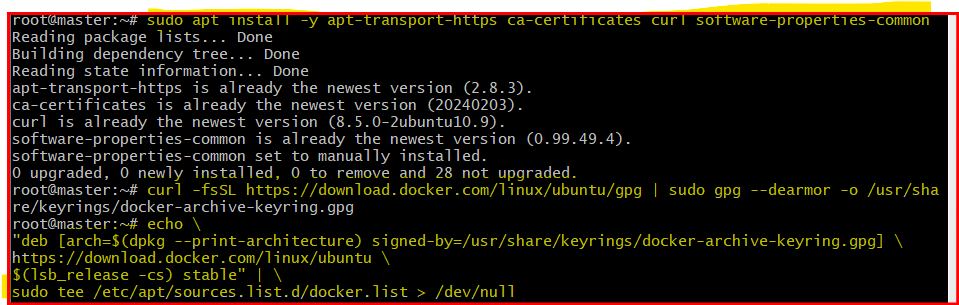 root@master:~# sudo apt install -y apt-transport-https ca-certificates curl software-properties-common
Reading package lists... Done
Building dependency tree... Done
Reading state information... Done
apt-transport-https is already the newest version (2.8.3).
ca-certificates is already the newest version (20240203).
curl is already the newest version (8.5.0-2ubuntu10.9).
software-properties-common is already the newest version (0.99.49.4).
software-properties-common set to manually installed.
0 upgraded, 0 newly installed, 0 to remove and 28 not upgraded.
root@master:~# curl -fsSL https://download.docker.com/linux/ubuntu/gpg | sudo gpg --dearmor -o /usr/sha
re/keyrings/docker-archive-keyring.gpg
root@master:~# echo \
"deb [arch=$(dpkg --print-architecture) signed-by=/usr/share/keyrings/docker-archive-keyring.gpg] \
https://download.docker.com/linux/ubuntu \
$(lsb_release -cs) stable" | \
sudo tee /etc/apt/sources.list.d/docker.list > /dev/null